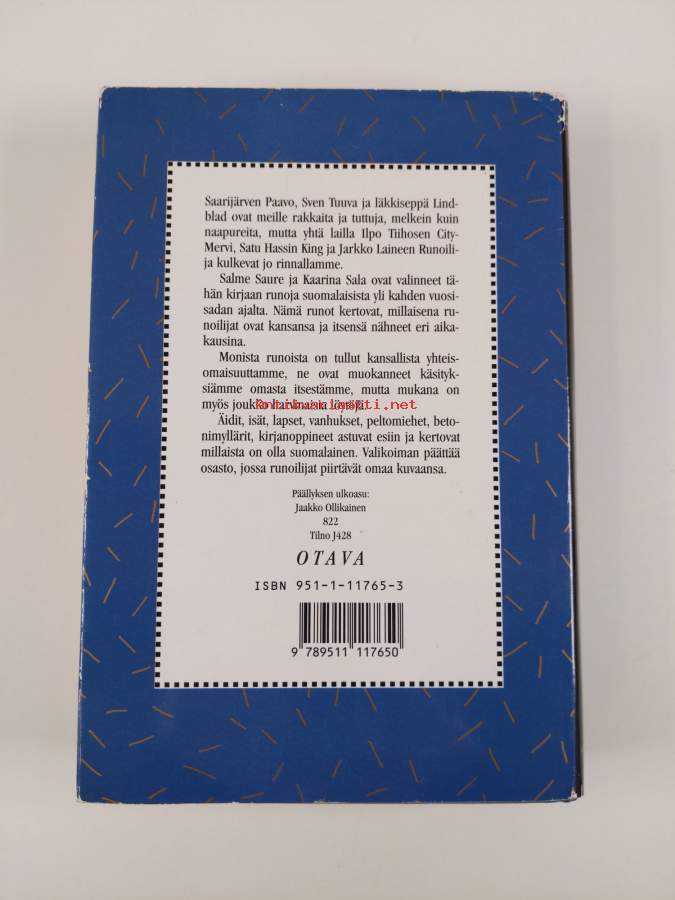 Saarijärven Paavo, Sven Tuuva ja läkkiseppä Lind-
blad ovat meille rakkaita ja tuttuja, melkein kuin
naapureita, mutta yhtä lailla Ilpo Tiihosen City-
Mervi, Satu Hassin King ja Jarkko Laineen Runoili-
ja kulkevat jo rinnallamme.
Salme Saure ja Kaarina Sala ovat valinneet tä-
hän kirjaan runoja suomalaisista yli kahden vuosi-
sadan ajalta. Nämä runot kertovat, millaisena ru-
noilijat ovat kansansa ja itsensä nähneet eri aika-
kausina.
Monista runoista on tullut kansallista yhteis-
omaisuuttamme, ne ovat muokanneet käsityk-
siämme omasta itsestämme, mutta mukana on
myös joukko tuoreita löytöjä.
antikvariaatti.net
Äidit, isät, lapset, vanhukset, peltomiehet, beto-
nimyllärit, kirjanoppineet astuvat esiin ja kertovat
millaista on olla suomalainen. Valikoiman päättää
osasto, jossa runoilijat piirtävät omaa kuvaansa.
Päällyksen ulkoasu:
Jaakko Ollikainen
822
Tilno J428
OTAVA
ISBN 951-1-11765-3
9 789511 117650